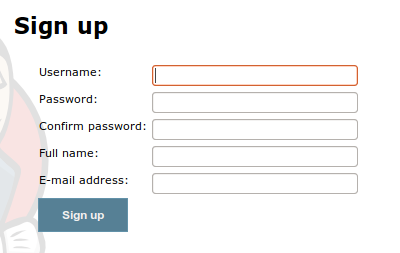 Sign up
Username:
Password:
Confirm password:
Full name:
E-mail address:
Sign up